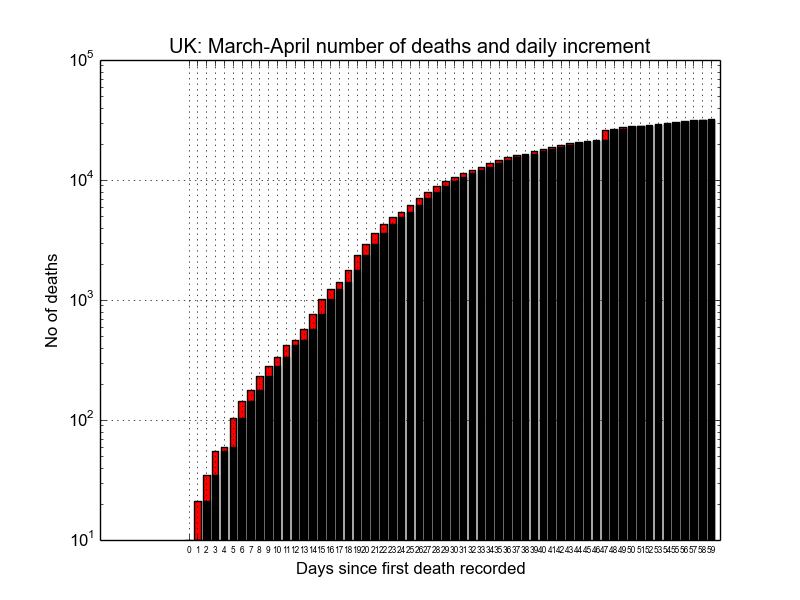 UK: March-April number of deaths and daily increment
10^5
10^4
10^3
10^2
10^1
No of deaths
0 1 2 3 4 5 6 7 8 9 10 11 12 13 14 15 16 17 18 19 20 21 22 23 24 25 26 27 28 29 30 31 32 33 34 35 36 37 38 39 40 41 42 43 44 45 46 47 48 49 50 51 52 53 54 55 56 57 58 59
Days since first death recorded